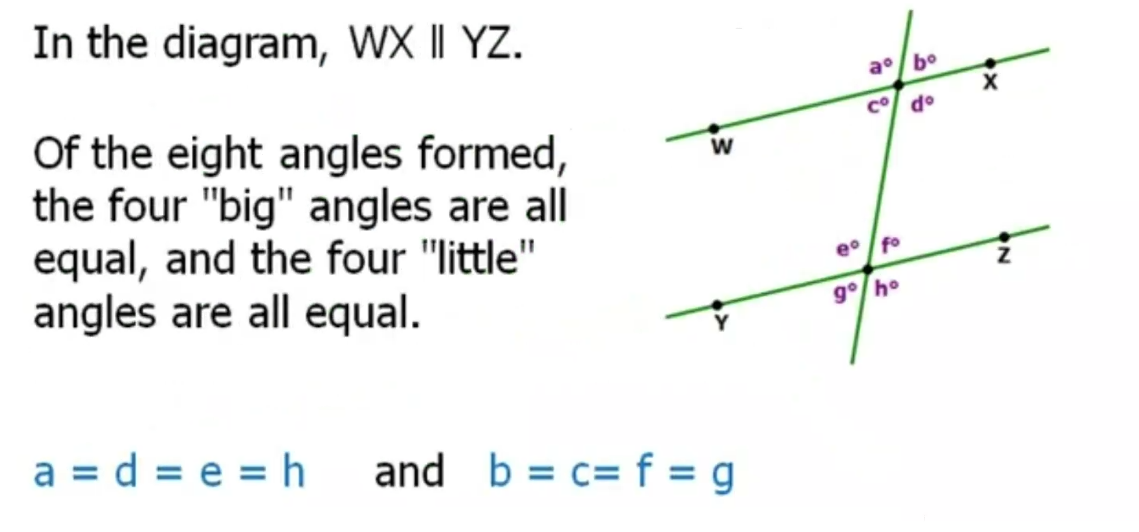 In the diagram, WX ∥ YZ.
Of the eight angles formed,
the four "big" angles are all
equal, and the four "little"
angles are all equal.
a° b°
X
c° d°
W
e° f°
Z
g° h°
Y
a = d = e = h and b = c= f = g